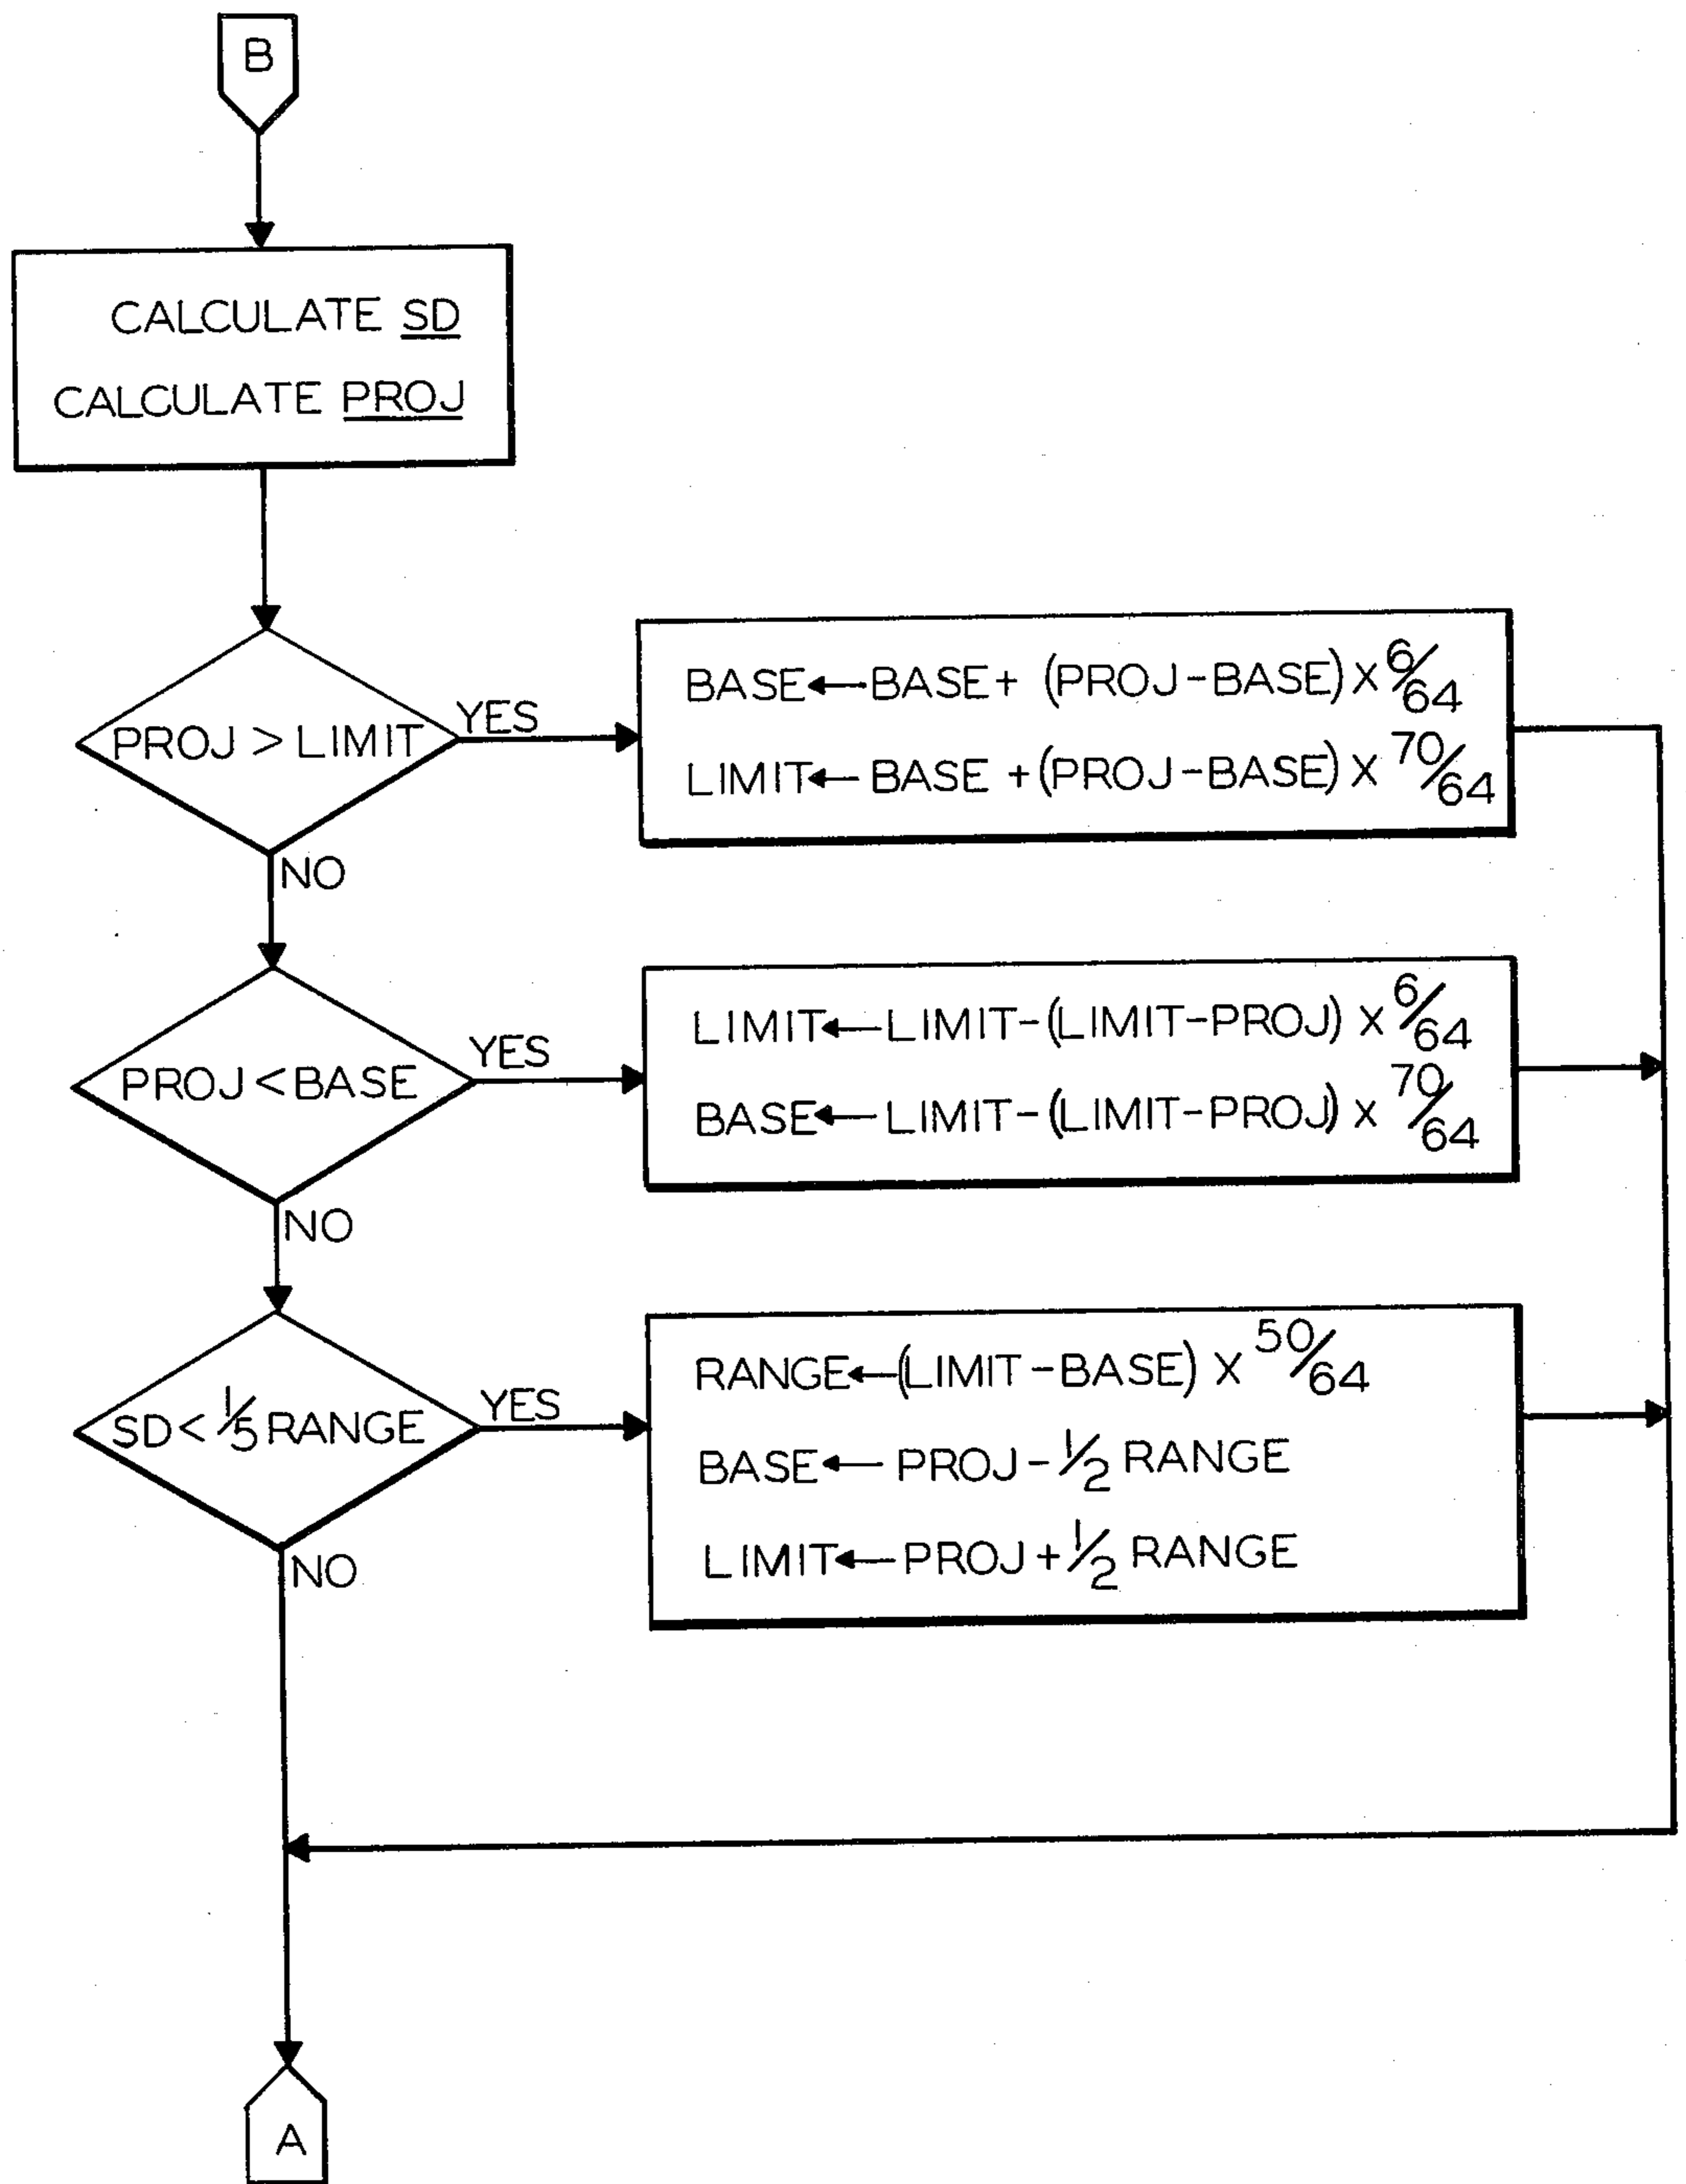 B
CALCULATE SD
CALCULATE PROJ
PROJ > LIMIT
YES
BASE←BASE+ (PROJ-BASE) X 6/64
LIMIT←BASE +(PROJ-BASE) X 70/64
NO
PROJ < BASE
YES
LIMIT←LIMIT-(LIMIT-PROJ) X 6/64
BASE←LIMIT-(LIMIT-PROJ) X 70/64
NO
SD < 1/5 RANGE
YES
RANGE←(LIMIT-BASE) X 50/64
BASE←PROJ-1/2 RANGE
LIMIT←PROJ+1/2 RANGE
NO
A